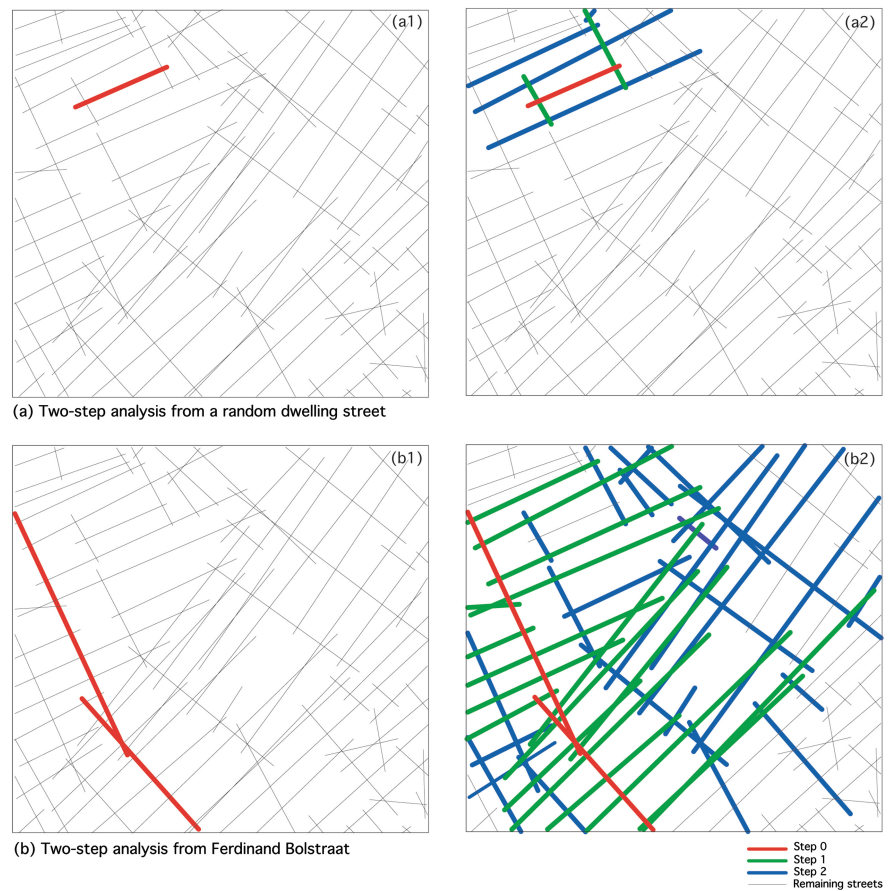 (a1)
(a2)
(a) Two-step analysis from a random dwelling street
(b1)
(b2)
(b) Two-step analysis from Ferdinand Bolstraat
Step 0
Step 1
Step 2
Remaining streets